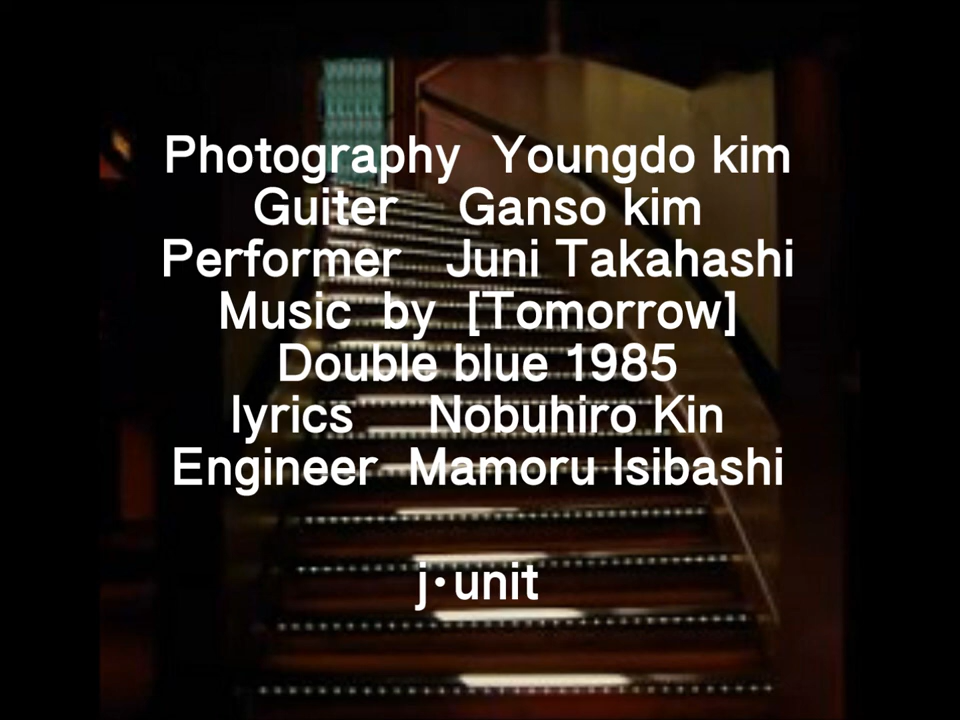 Photography Youngdo kim
Guiter Ganso kim
Performer Juni Takahashi
Music by [Tomorrow]
Double blue 1985
lyrics Nobuhiro Kin
Engineer Mamoru Isibashi
j・unit